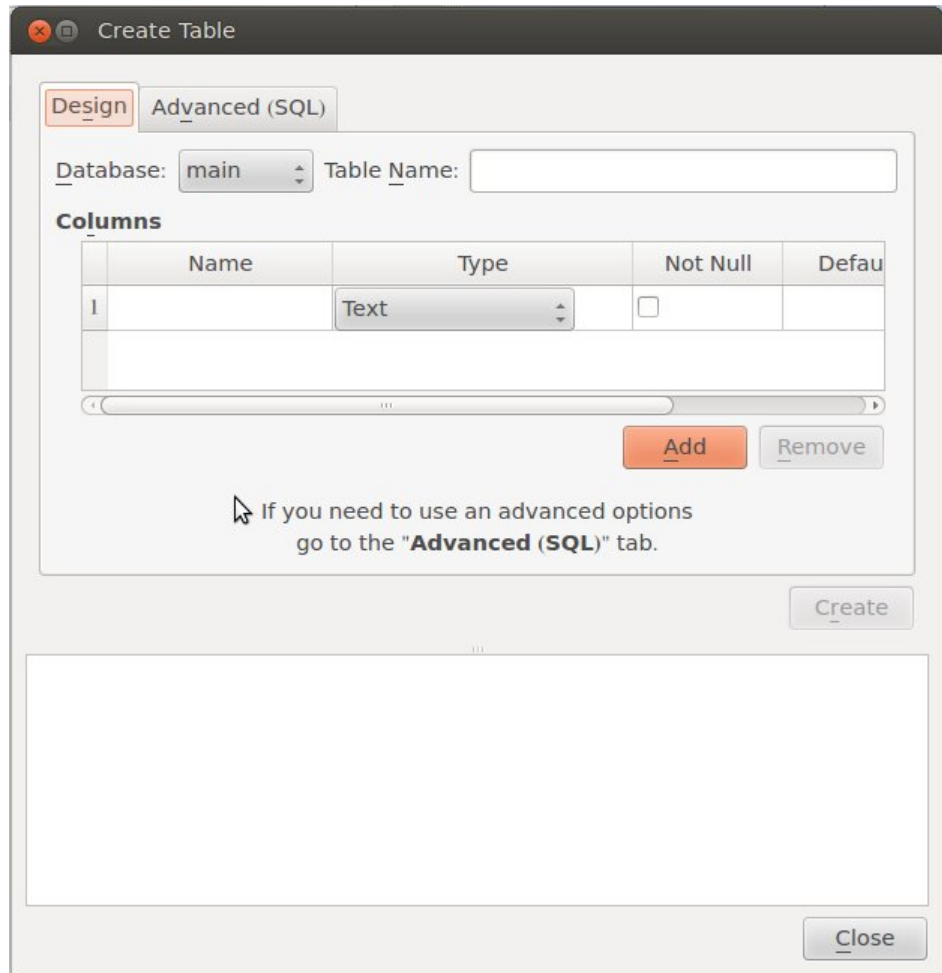 Create Table
Design Advanced (SQL)
Database: main Table Name:
Columns
Name Type Not Null Defau
1 Text
Add Remove
If you need to use an advanced options
go to the "Advanced (SQL)" tab.
Create
Close